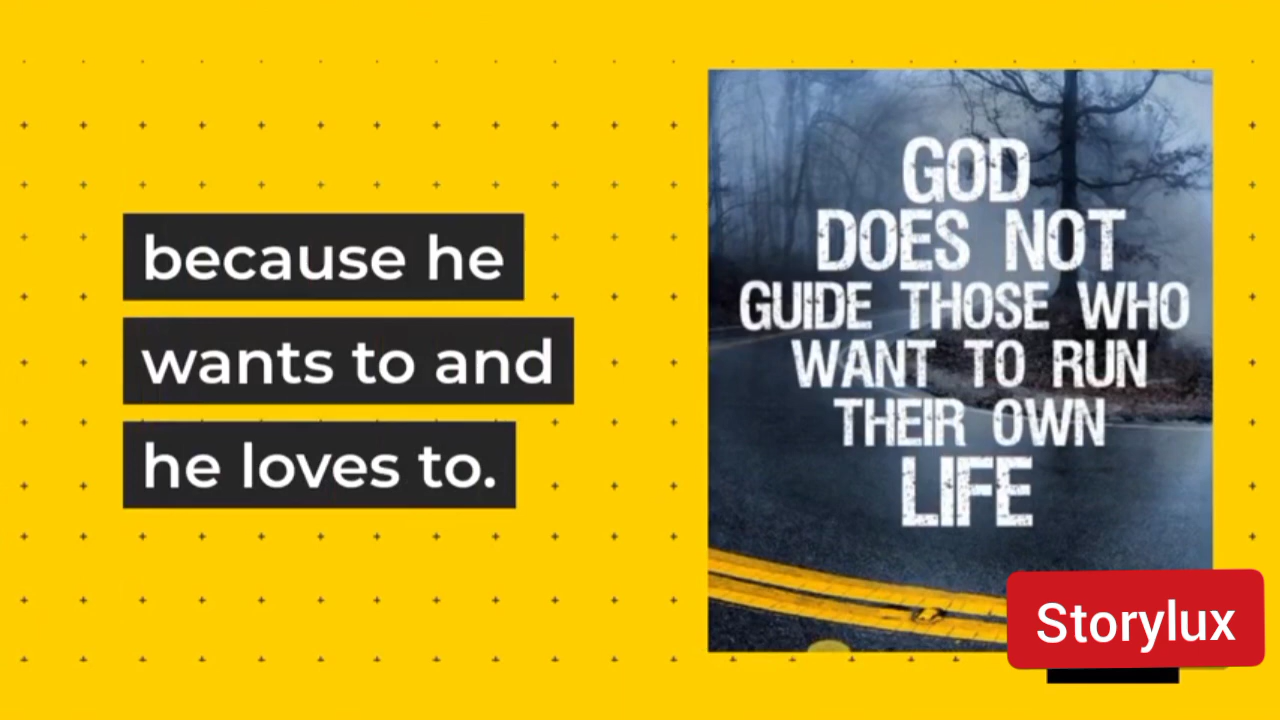 because he
wants to and
he loves to.
GOD
DOES NOT
GUIDE THOSE WHO
WANT TO RUN
THEIR OWN
LIFE
Storylux